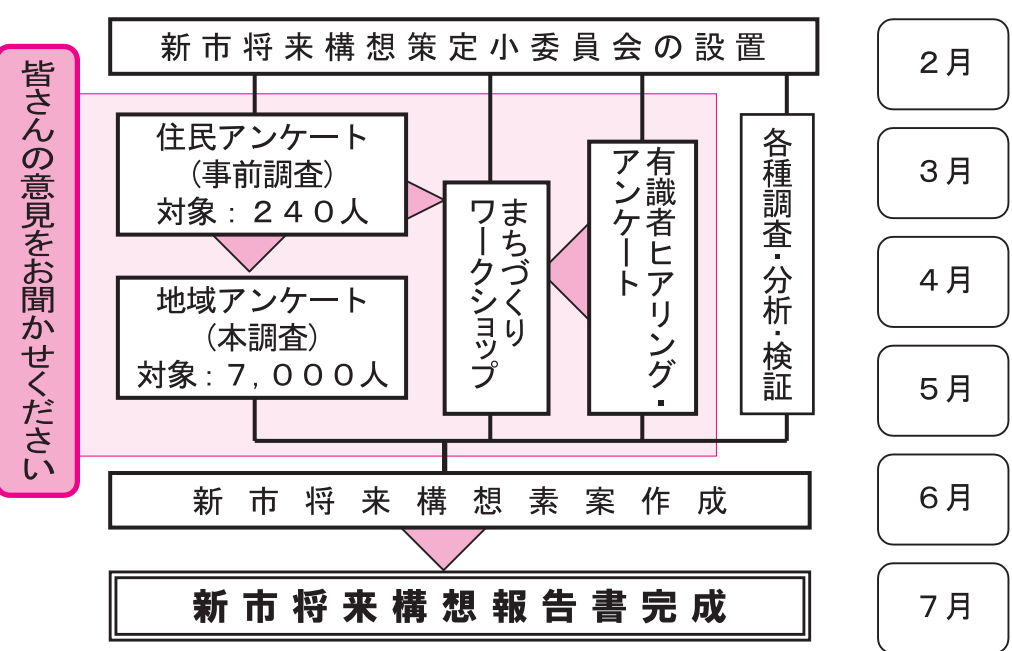 新市将来構想策定小委員会の設置
皆さんの意見をお聞かせください
住民アンケート
(事前調査)
対象：２４０人
地域アンケート
(本調査)
対象：７，０００人
まちづくり
ワークショップ
有識者ヒアリング・
アンケート
各種調査・分析・検証
新市将来構想素案作成
新市将来構想報告書完成
２月
３月
４月
５月
６月
７月